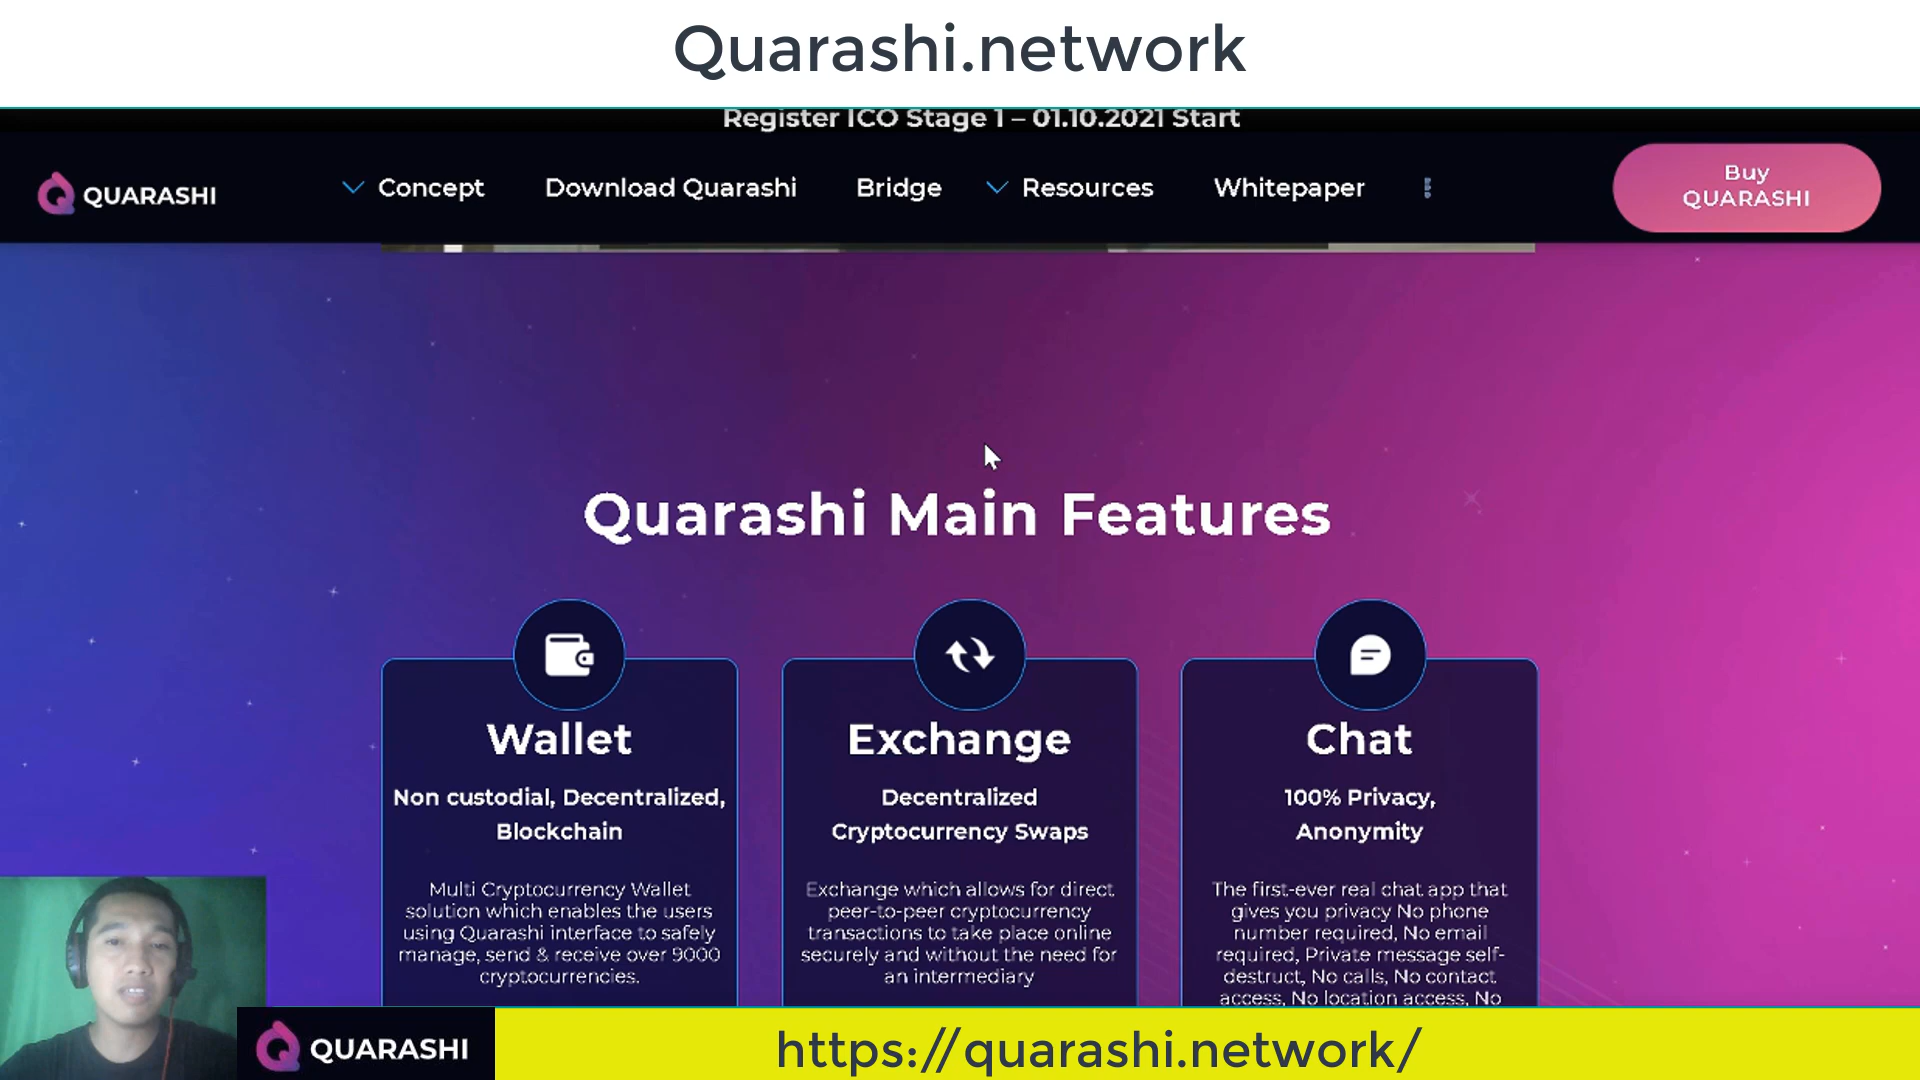 Quarashi.network
Register ICO Stage 1 – 01.10.2021 Start
QUARASHI
Concept
Download Quarashi
Bridge
Resources
Whitepaper
Buy
QUARASHI
Quarashi Main Features
Wallet
Non custodial, Decentralized,
Blockchain
Multi Cryptocurrency Wallet
solution which enables the users
using Quarashi interface to safely
manage, send & receive over 9000
cryptocurrencies.
Exchange
Decentralized
Cryptocurrency Swaps
Exchange which allows for direct
peer-to-peer cryptocurrency
transactions to take place online
securely and without the need for
an intermediary
Chat
100% Privacy,
Anonymity
The first-ever real chat app that
gives you privacy No phone
number required, No email
required, Private message self-
destruct, No calls, No contact
access, No location access, No
QUARASHI
https://quarashi.network/